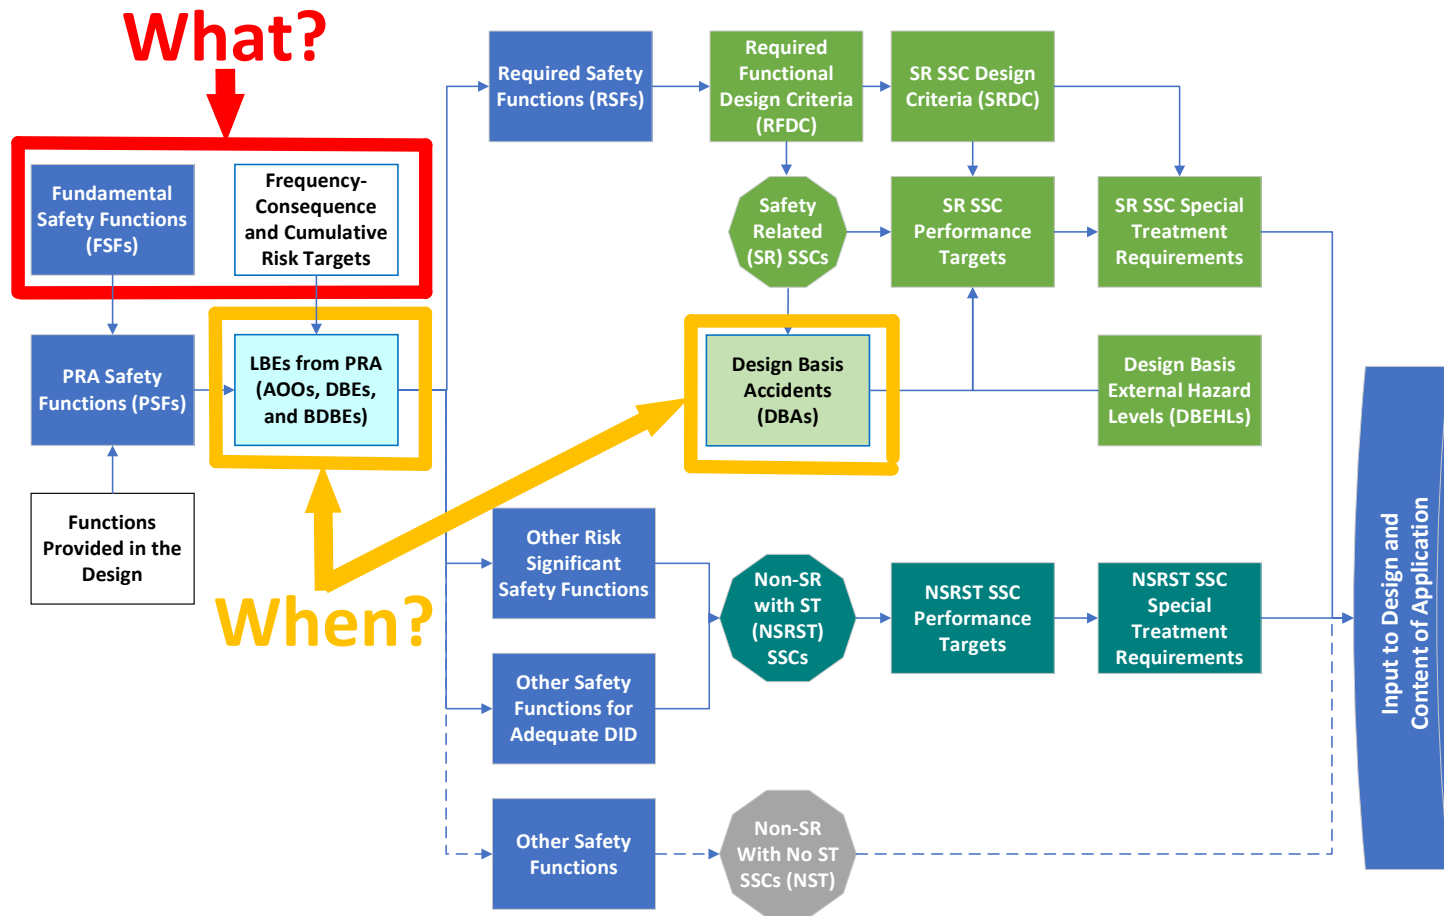 What?
Fundamental
Safety Functions
(FSFs)
Frequency-
Consequence
and Cumulative
Risk Targets
Required Safety
Functions (RSFs)
Required
Functional
Design Criteria
(RFDC)
SR SSC Design
Criteria (SRDC)
Safety
Related
(SR) SSCs
SR SSC
Performance
Targets
SR SSC Special
Treatment
Requirements
PRA Safety
Functions (PSFs)
LBEs from PRA
(AOOs, DBEs,
and BDBEs)
Design Basis
Accidents
(DBAs)
Design Basis
External Hazard
Levels (DBEHLs)
Functions
Provided in the
Design
When?
Other Risk
Significant
Safety Functions
Other Safety
Functions for
Adequate DID
Non-SR
with ST
(NSRST)
SSCs
NSRST SSC
Performance
Targets
NSRST SSC
Special
Treatment
Requirements
Other Safety
Functions
Non-SR
With No ST
SSCs (NST)
Input to Design and
Content of Application